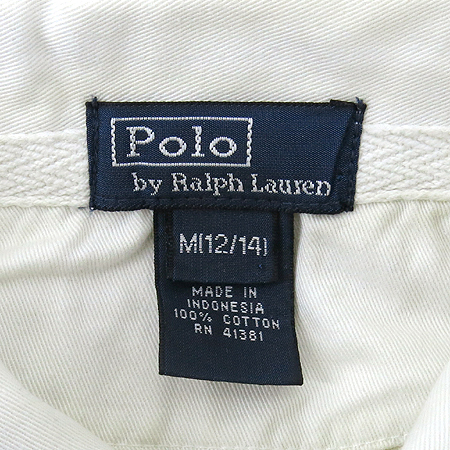 Polo
by Ralph Lauren
M(12/14)
MADE IN
INDONESIA
100% COTTON
RN 41381